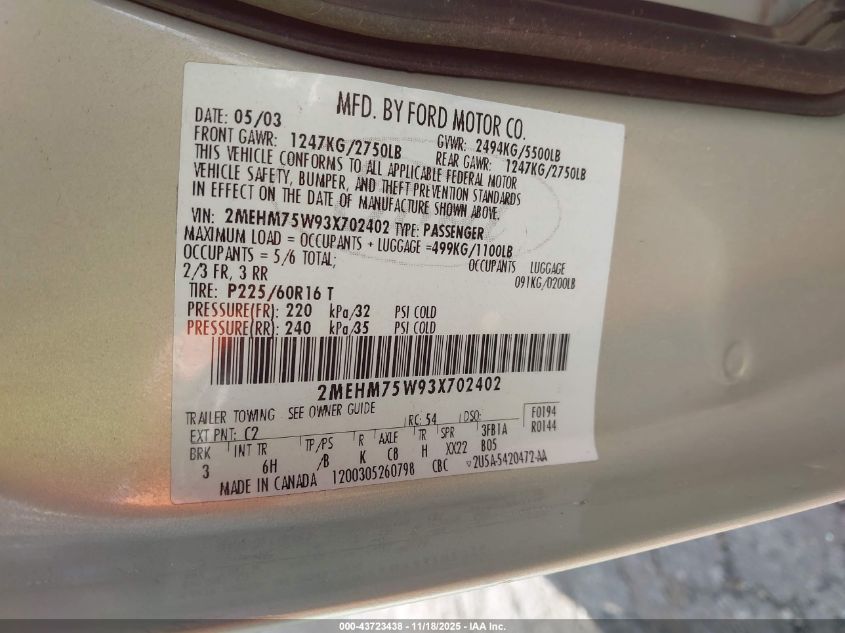 MFD. BY FORD MOTOR CO.
DATE: 05/03
GVWR: 2494KG/5500LB
FRONT GAWR: 1247KG/2750LB
REAR GAWR: 1247KG/2750LB
THIS VEHICLE CONFORMS TO ALL APPLICABLE FEDERAL MOTOR
VEHICLE SAFETY, BUMPER, AND THEFT PREVENTION STANDARDS
IN EFFECT ON THE DATE OF MANUFACTURE SHOWN ABOVE.
VIN: 2MEHM75W93X702402 TYPE: PASSENGER
MAXIMUM LOAD = OCCUPANTS + LUGGAGE =499KG/1100LB
OCCUPANTS = 5/6 TOTAL; OCCUPANTS LUGGAGE
2/3 FR, 3 RR 091KG/0200LB
TIRE: P225/60R16 T
PRESSURE(FR): 220 kPa/32 PSI COLD
PRESSURE(RR): 240 kPa/35 PSI COLD
2MEHM75W93X702402
TRAILER TOWING SEE OWNER GUIDE
EXT PNT: C2 RC: 54 DSO: F0194
R0144
BRK INT TR TP/PS R AXLE TR SPR 3FB1A
3 6H /B K CB H XX22 B05
MADE IN CANADA 1200305260798 CBC ▽2U5A-5420472-AA
000-43723438 - 11/18/2025 - IAA Inc.